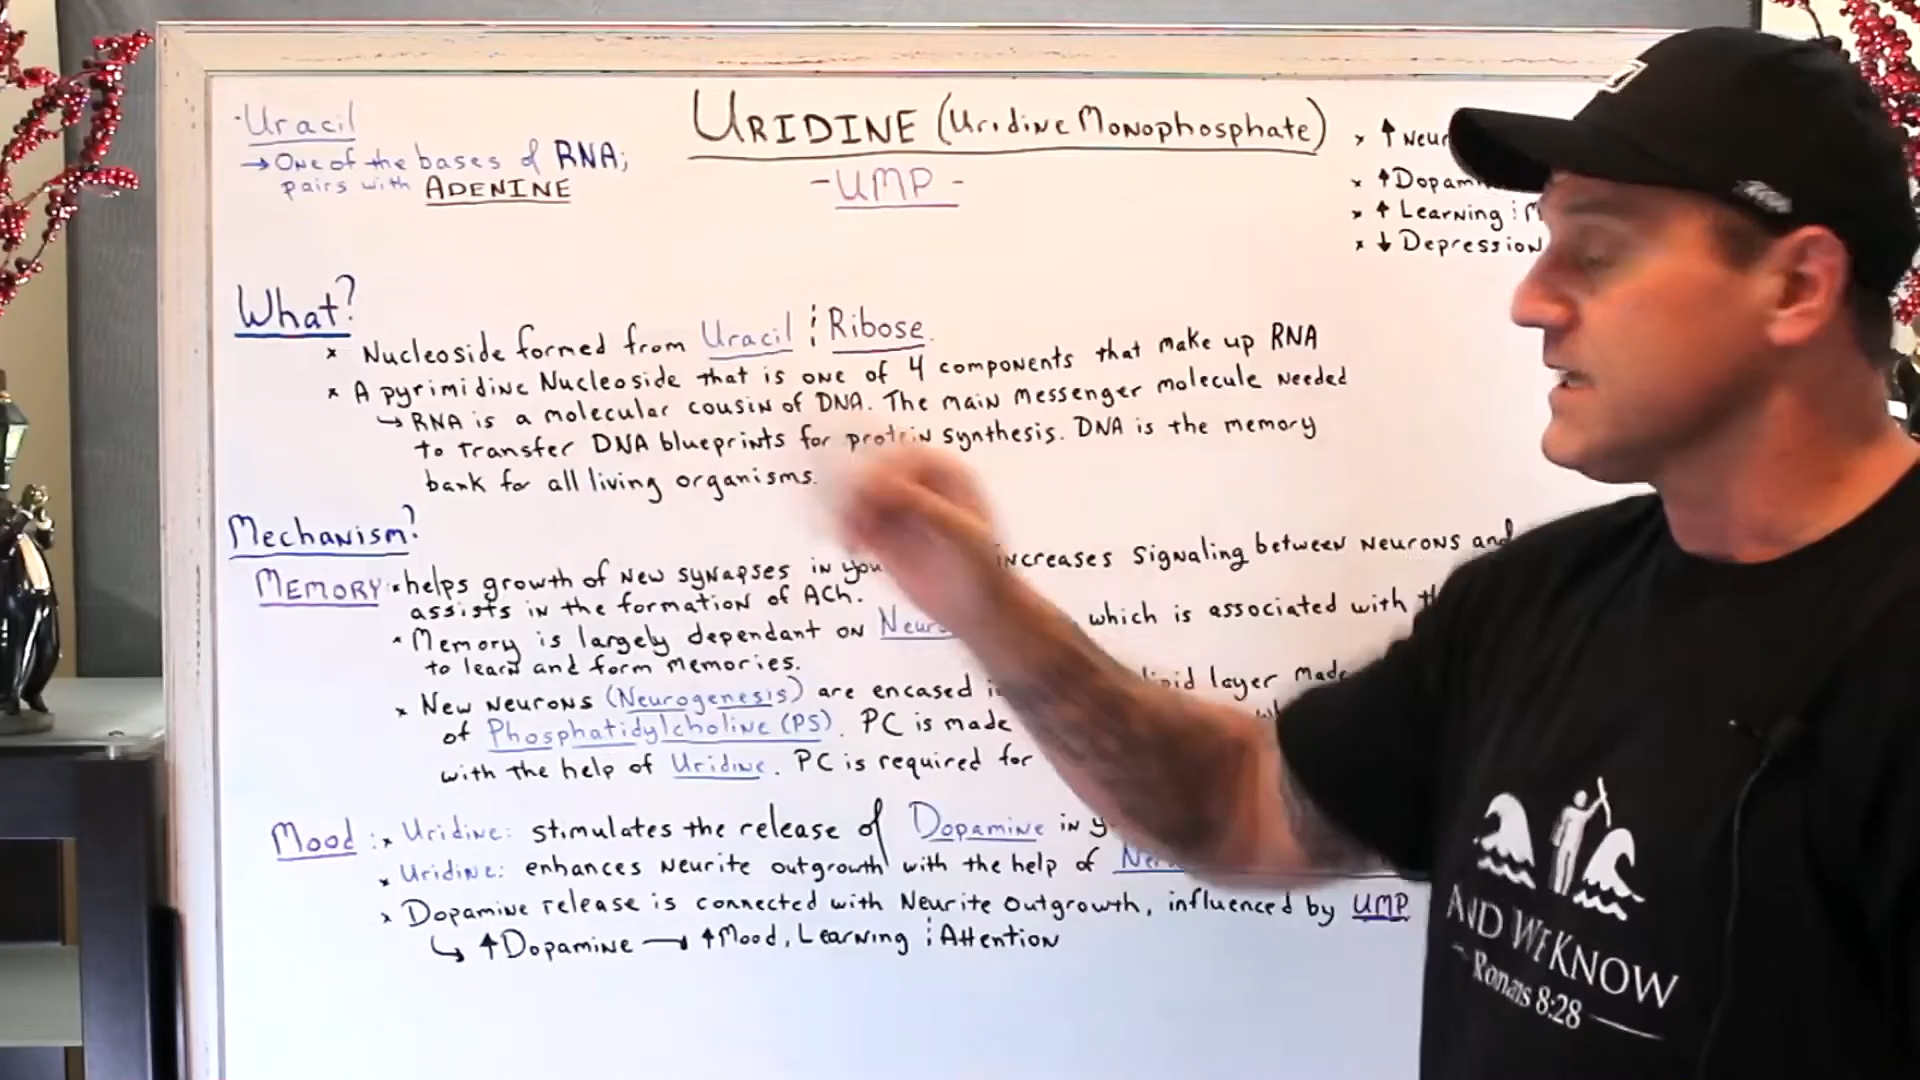 ·Uracil
→One of the bases of RNA;
pairs with ADENINE
URIDINE (Uridine Monophosphate)
-UMP-
× ↑ Neur
× ↑Dopam
× ↑ Learning
× ↓ Depression
What?
× Nucleoside formed from Uracil ¦ Ribose.
× A pyrimidine Nucleoside that is one of 4 components that make up RNA
↳ RNA is a molecular cousin of DNA. The main messenger molecule needed
to transfer DNA blueprints for protein synthesis. DNA is the memory
bank for all living organisms.
Mechanism?
MEMORY: × helps growth of new synapses in you increases signaling between neurons and
assists in the formation of ACh.
× Memory is largely dependant on Neuro which is associated with
to learn and form memories.
× New neurons (Neurogenesis) are encased lipid layer made
of Phosphatidylcholine (PS). PC is made
with the help of Uridine. PC is required for
Mood: × Uridine: stimulates the release of Dopamine in
× Uridine: enhances neurite outgrowth with the help of
× Dopamine release is connected with Neurite outgrowth, influenced by UMP
↳ ↑Dopamine → ↑Mood, Learning ¦ Attention
AND WE KNOW
Romans 8:28